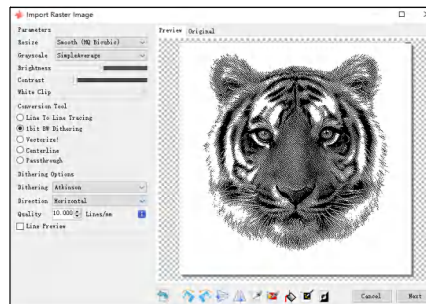 Import Raster Image
Parameters
Resize Smooth (HQ Bicubic)
Grayscale SimpleAverage
Brightness
Contrast
White Clip
Conversion Tool
Line To Line Tracing
1bit BW Dithering
Vectorize!
Centerline
Passthrough
Dithering Options
Dithering Atkinson
Direction Horizontal
Quality 10.000 Lines/mm
Line Preview
Preview Original
Cancel Next